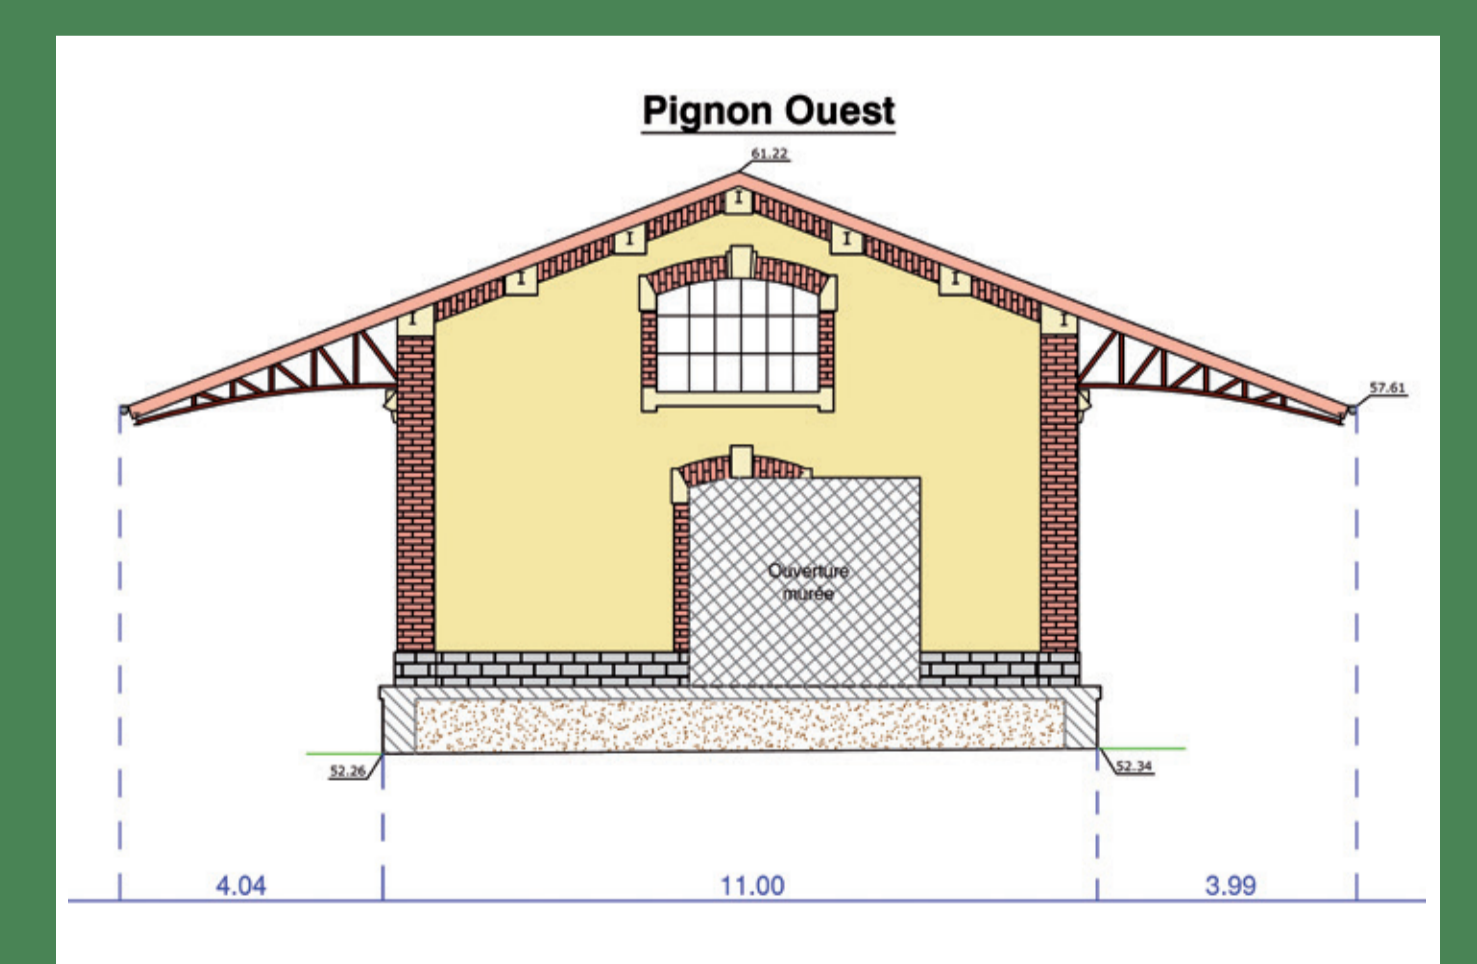 Pignon Ouest
61.22
I
I
I
I
I
I
I
I
I
57.61
Ouverture
murée
52.26
52.34
4.04
11.00
3.99